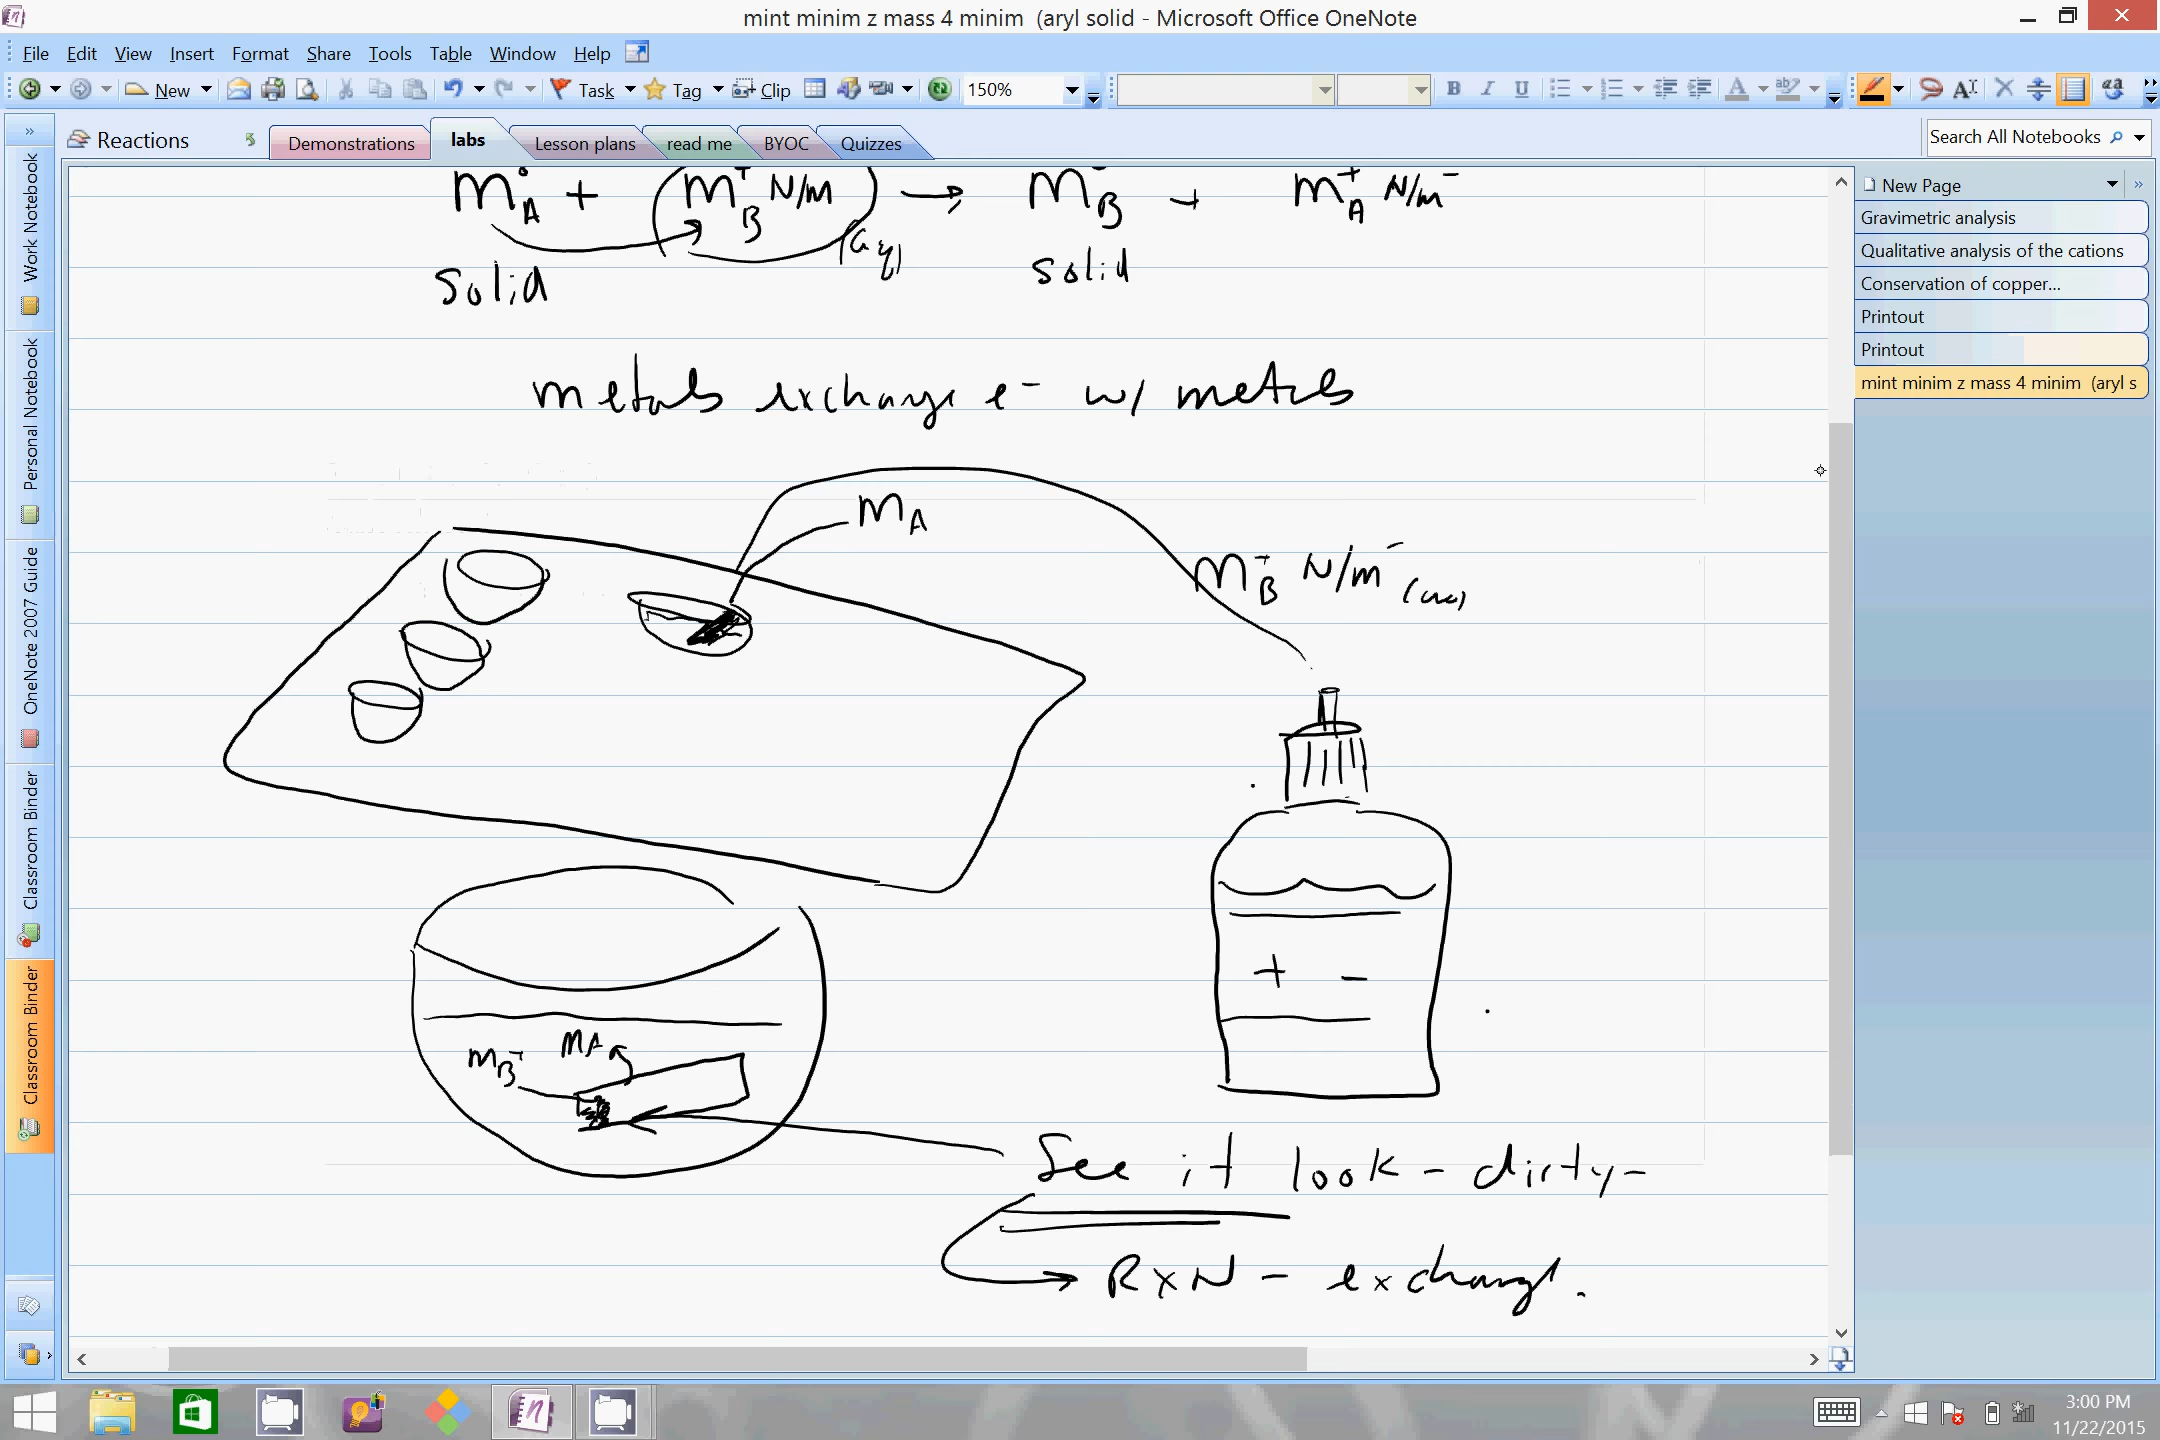 mint minim z mass 4 minim (aryl solid - Microsoft Office OneNote
File Edit View Insert Format Share Tools Table Window Help
New Task Tag Clip 150% B I U
Reactions Demonstrations labs Lesson plans read me BYOC Quizzes Search All Notebooks
Work Notebook
Personal Notebook
OneNote 2007 Guide
Classroom Binder
Classroom Binder
M°A + (M+B N/m) (aq) → MB + M+A N/m-
solid solid
metals exchange e- w/ metals
MA
M+B N/m-
+ -
MB+ MA
See it look - dirty -
→ RxN - exchange.
New Page
Gravimetric analysis
Qualitative analysis of the cations
Conservation of copper...
Printout
Printout
mint minim z mass 4 minim (aryl s
3:00 PM
11/22/2015